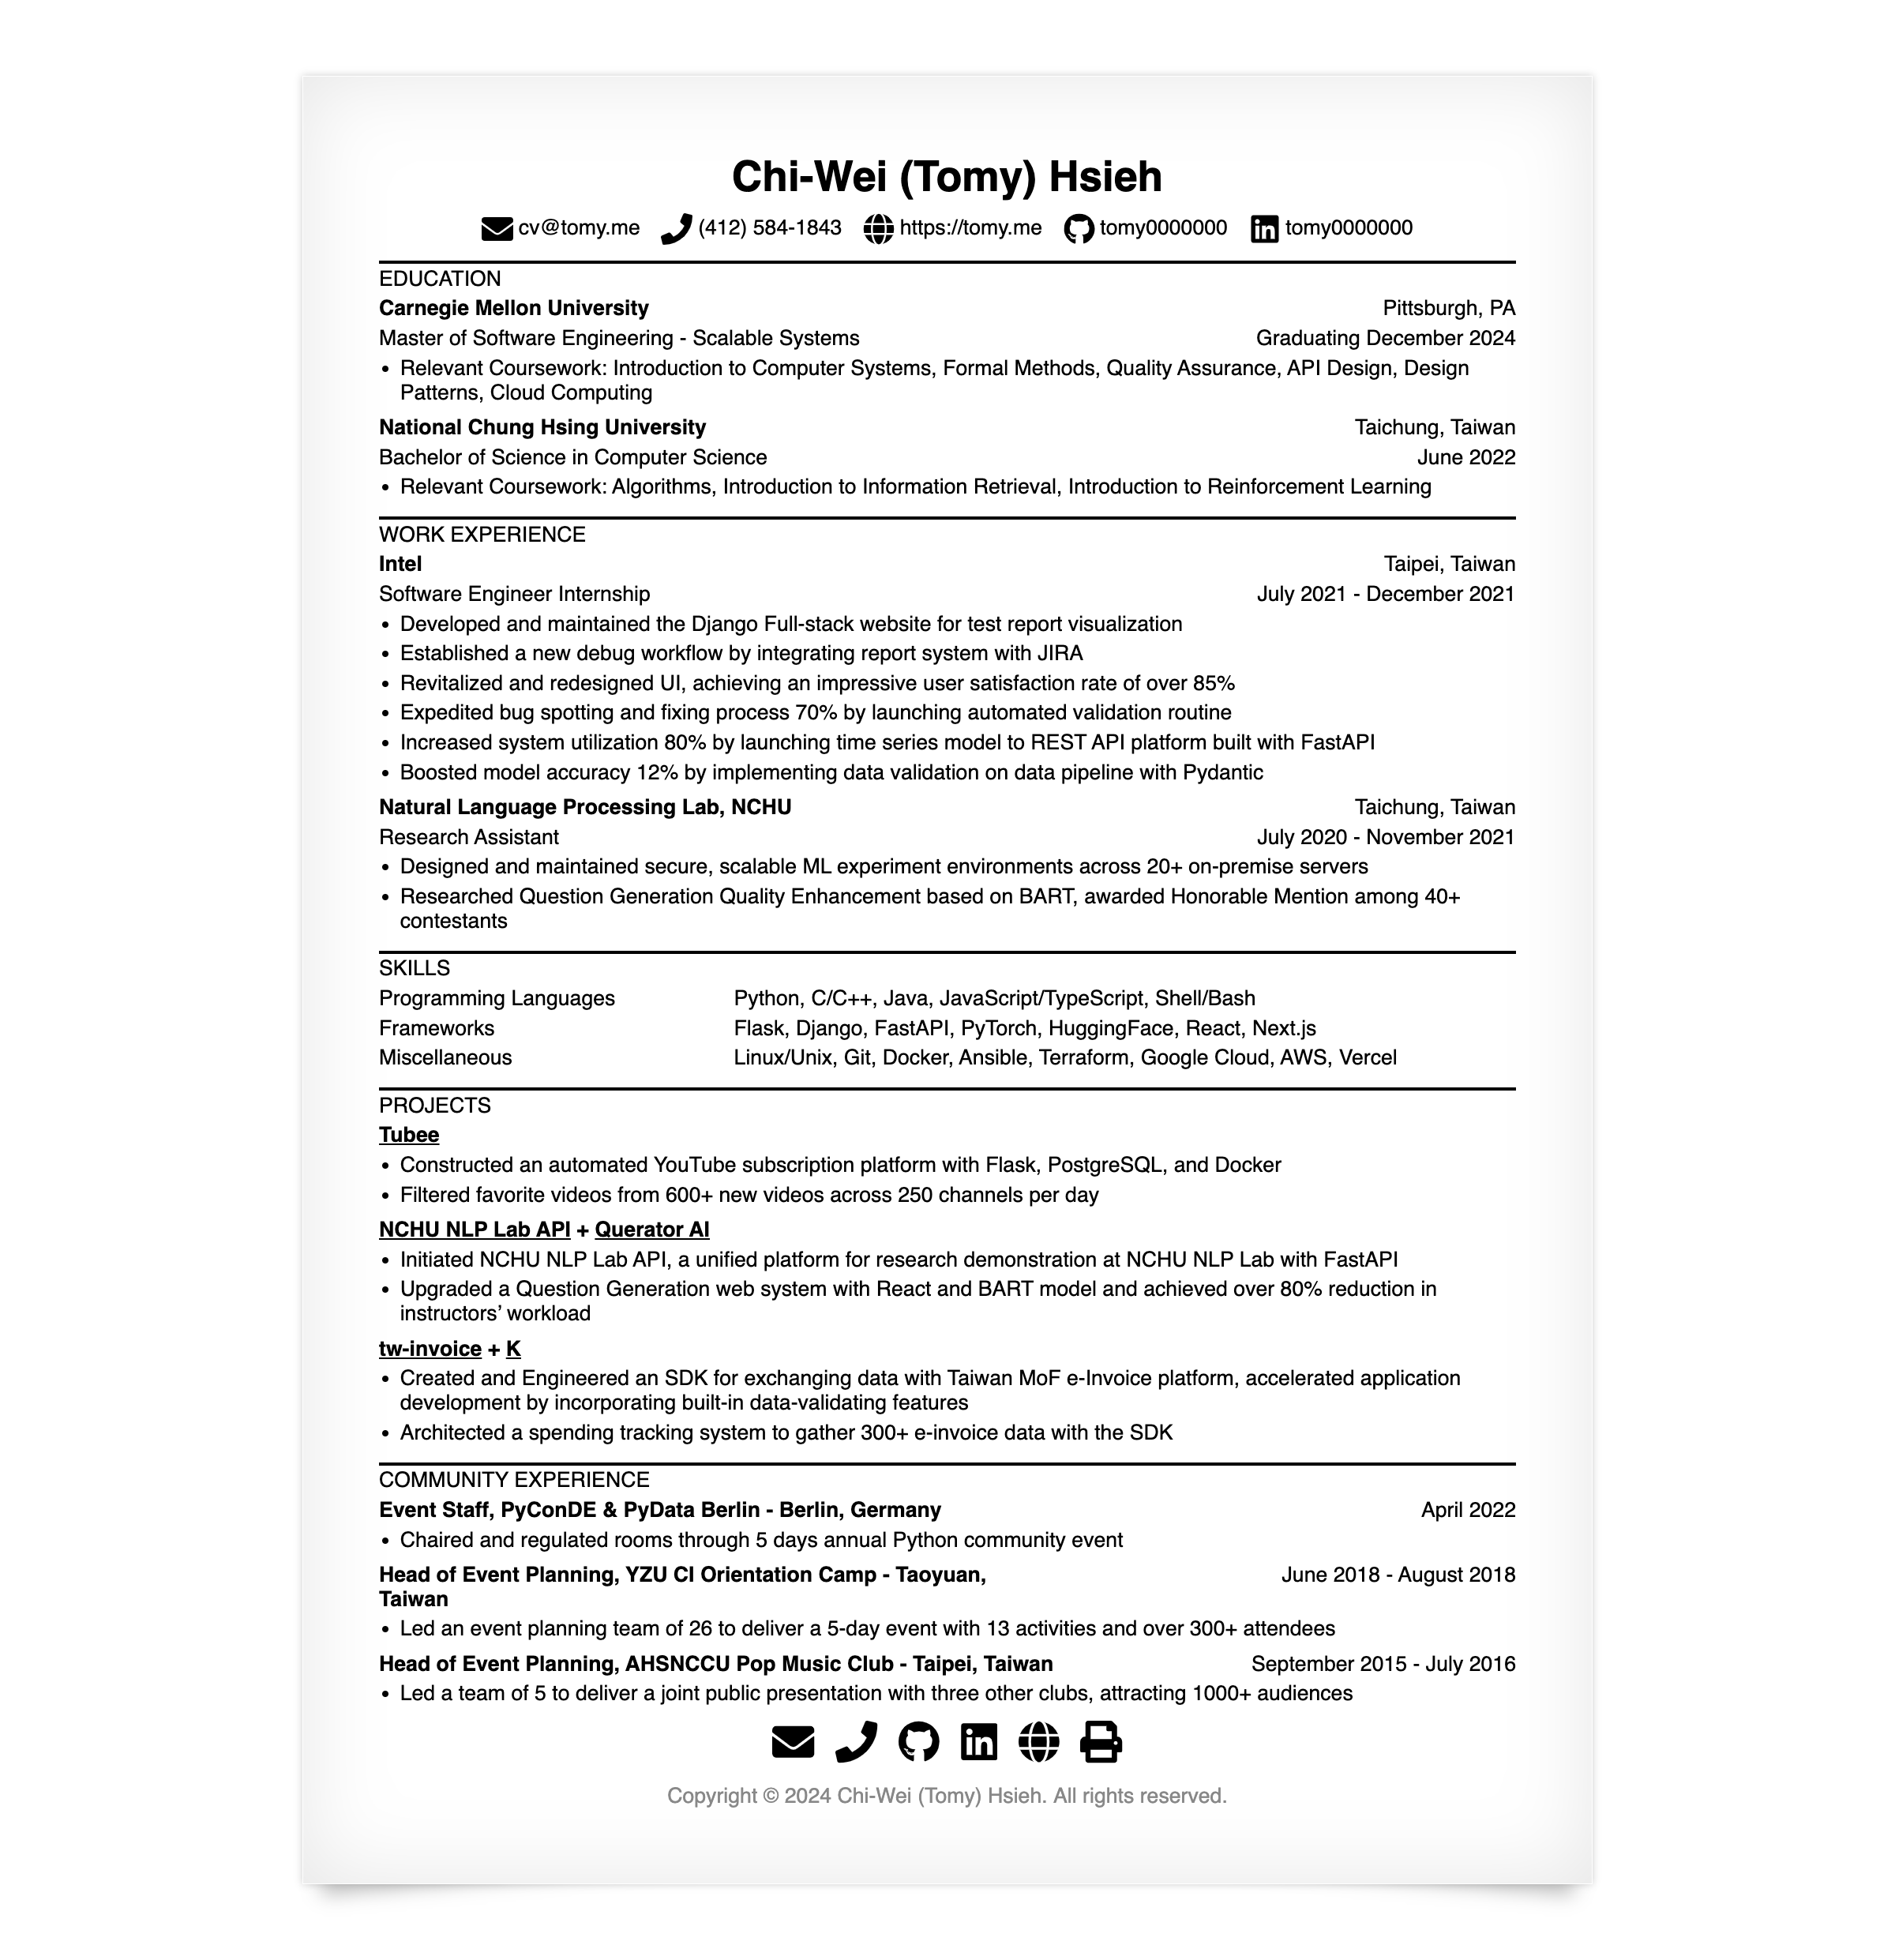 Chi-Wei (Tomy) Hsieh
cv@tomy.me (412) 584-1843 https://tomy.me tomy0000000 tomy0000000
EDUCATION
Carnegie Mellon University Pittsburgh, PA
Master of Software Engineering - Scalable Systems Graduating December 2024
• Relevant Coursework: Introduction to Computer Systems, Formal Methods, Quality Assurance, API Design, Design
Patterns, Cloud Computing
National Chung Hsing University Taichung, Taiwan
Bachelor of Science in Computer Science June 2022
• Relevant Coursework: Algorithms, Introduction to Information Retrieval, Introduction to Reinforcement Learning
WORK EXPERIENCE
Intel Taipei, Taiwan
Software Engineer Internship July 2021 - December 2021
• Developed and maintained the Django Full-stack website for test report visualization
• Established a new debug workflow by integrating report system with JIRA
• Revitalized and redesigned UI, achieving an impressive user satisfaction rate of over 85%
• Expedited bug spotting and fixing process 70% by launching automated validation routine
• Increased system utilization 80% by launching time series model to REST API platform built with FastAPI
• Boosted model accuracy 12% by implementing data validation on data pipeline with Pydantic
Natural Language Processing Lab, NCHU Taichung, Taiwan
Research Assistant July 2020 - November 2021
• Designed and maintained secure, scalable ML experiment environments across 20+ on-premise servers
• Researched Question Generation Quality Enhancement based on BART, awarded Honorable Mention among 40+
contestants
SKILLS
Programming Languages Python, C/C++, Java, JavaScript/TypeScript, Shell/Bash
Frameworks Flask, Django, FastAPI, PyTorch, HuggingFace, React, Next.js
Miscellaneous Linux/Unix, Git, Docker, Ansible, Terraform, Google Cloud, AWS, Vercel
PROJECTS
Tubee
• Constructed an automated YouTube subscription platform with Flask, PostgreSQL, and Docker
• Filtered favorite videos from 600+ new videos across 250 channels per day
NCHU NLP Lab API + Querator AI
• Initiated NCHU NLP Lab API, a unified platform for research demonstration at NCHU NLP Lab with FastAPI
• Upgraded a Question Generation web system with React and BART model and achieved over 80% reduction in
instructors’ workload
tw-invoice + K
• Created and Engineered an SDK for exchanging data with Taiwan MoF e-Invoice platform, accelerated application
development by incorporating built-in data-validating features
• Architected a spending tracking system to gather 300+ e-invoice data with the SDK
COMMUNITY EXPERIENCE
Event Staff, PyConDE & PyData Berlin - Berlin, Germany April 2022
• Chaired and regulated rooms through 5 days annual Python community event
Head of Event Planning, YZU CI Orientation Camp - Taoyuan, June 2018 - August 2018
Taiwan
• Led an event planning team of 26 to deliver a 5-day event with 13 activities and over 300+ attendees
Head of Event Planning, AHSNCCU Pop Music Club - Taipei, Taiwan September 2015 - July 2016
• Led a team of 5 to deliver a joint public presentation with three other clubs, attracting 1000+ audiences
Copyright © 2024 Chi-Wei (Tomy) Hsieh. All rights reserved.